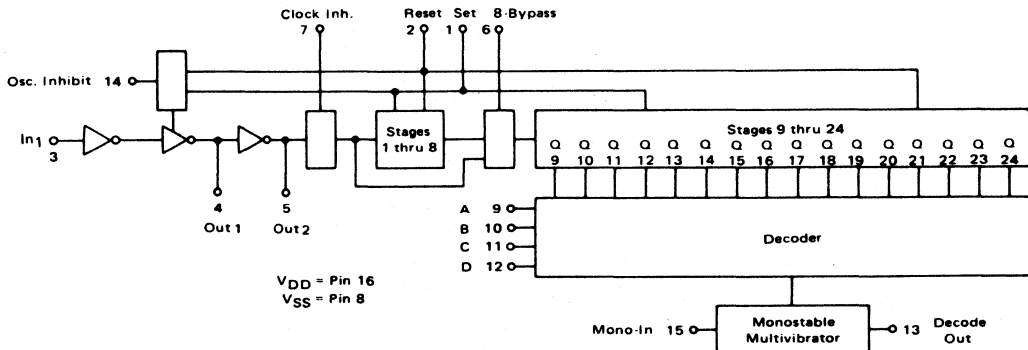 Clock Inh.
7
Reset
2
Set
1
8-Bypass
6
Osc. Inhibit 14
In1
3
Stages
1 thru 8
Stages 9 thru 24
Q Q Q Q Q Q Q Q Q Q Q Q Q Q Q Q
9 10 11 12 13 14 15 16 17 18 19 20 21 22 23 24
4
Out 1
5
Out 2
A 9
B 10
C 11
D 12
Decoder
VDD = Pin 16
VSS = Pin 8
Mono-In 15
Monostable
Multivibrator
13 Decode
Out